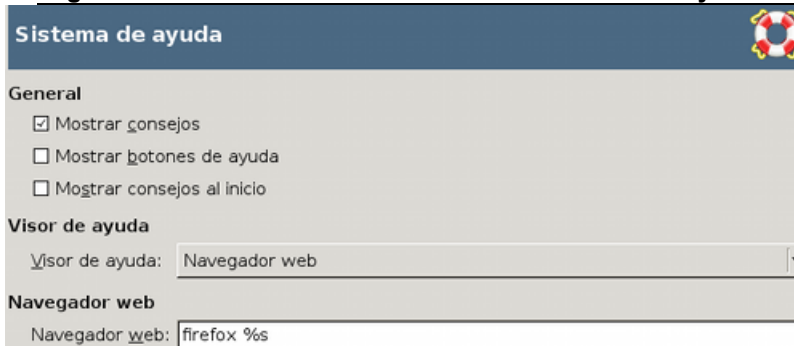 Sistema de ayuda
General
Mostrar consejos
Mostrar botones de ayuda
Mostrar consejos al inicio
Visor de ayuda
Visor de ayuda: Navegador web
Navegador web
Navegador web: firefox %s